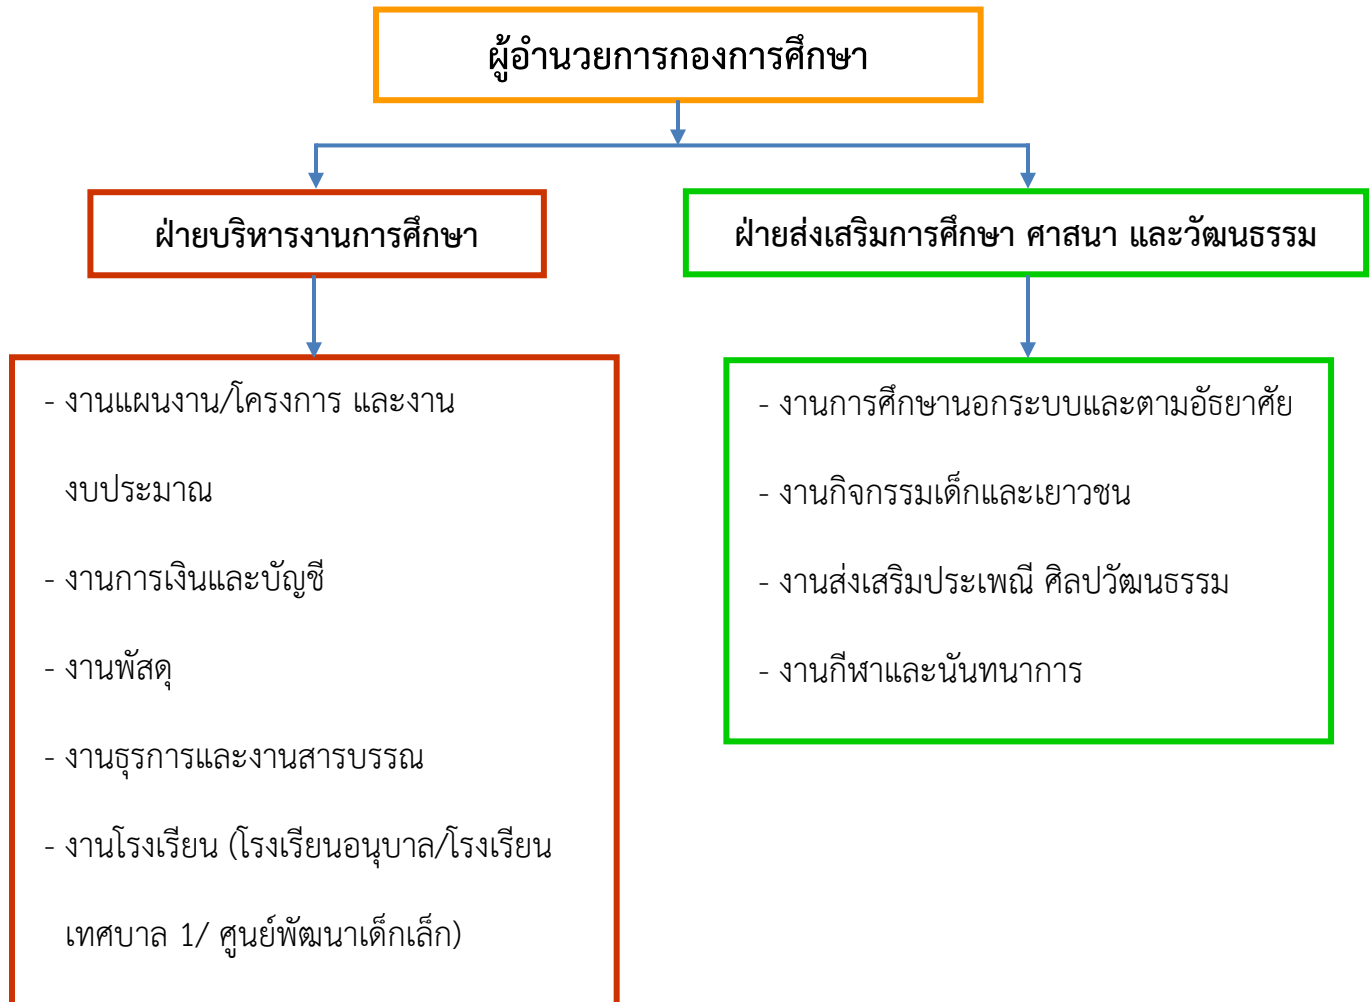 ผู้อำนวยการกองการศึกษา
ฝ่ายบริหารงานการศึกษา
ฝ่ายส่งเสริมการศึกษา ศาสนา และวัฒนธรรม
- งานแผนงาน/โครงการ และงาน
งบประมาณ
- งานการเงินและบัญชี
- งานพัสดุ
- งานธุรการและงานสารบรรณ
- งานโรงเรียน (โรงเรียนอนุบาล/โรงเรียน
เทศบาล 1/ ศูนย์พัฒนาเด็กเล็ก)
- งานการศึกษานอกระบบและตามอัธยาศัย
- งานกิจกรรมเด็กและเยาวชน
- งานส่งเสริมประเพณี ศิลปวัฒนธรรม
- งานกีฬาและนันทนาการ